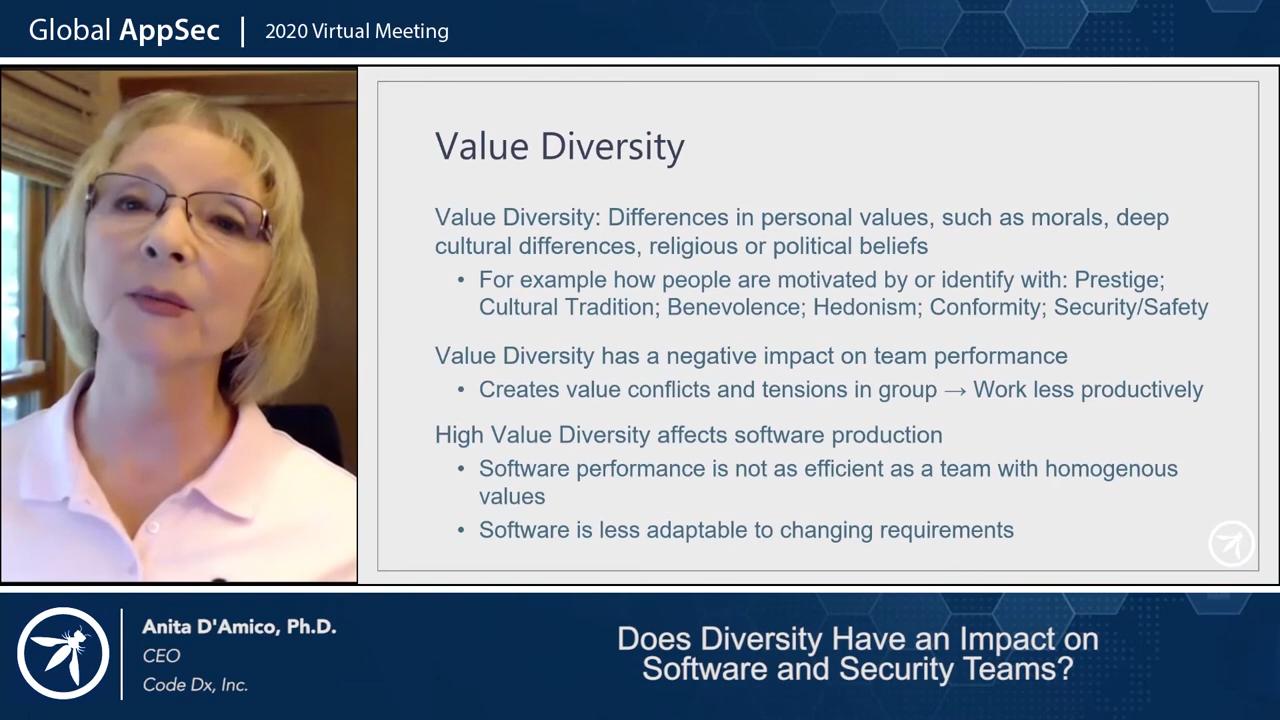 Global AppSec | 2020 Virtual Meeting
Value Diversity
Value Diversity: Differences in personal values, such as morals, deep
cultural differences, religious or political beliefs
• For example how people are motivated by or identify with: Prestige;
Cultural Tradition; Benevolence; Hedonism; Conformity; Security/Safety
Value Diversity has a negative impact on team performance
• Creates value conflicts and tensions in group → Work less productively
High Value Diversity affects software production
• Software performance is not as efficient as a team with homogenous
values
• Software is less adaptable to changing requirements
Anita D'Amico, Ph.D.
CEO
Code Dx, Inc.
Does Diversity Have an Impact on
Software and Security Teams?